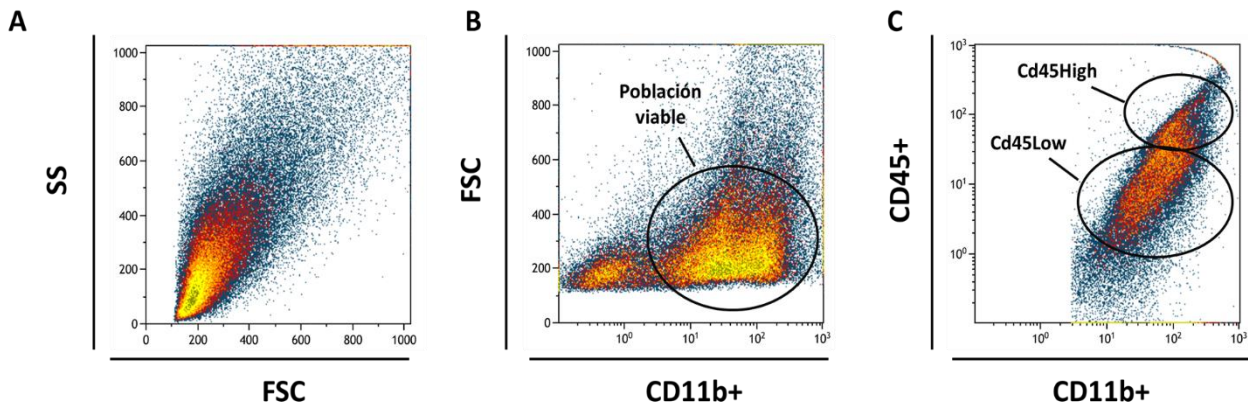 A
SS
1000
800
600
400
200
0
0 200 400 600 800 1000
FSC
B
FSC
1000
800
600
400
200
0
Población
viable
10⁰ 10¹ 10² 10³
CD11b+
C
CD45+
10³
10²
10¹
10⁰
Cd45High
Cd45Low
10⁰ 10¹ 10² 10³
CD11b+